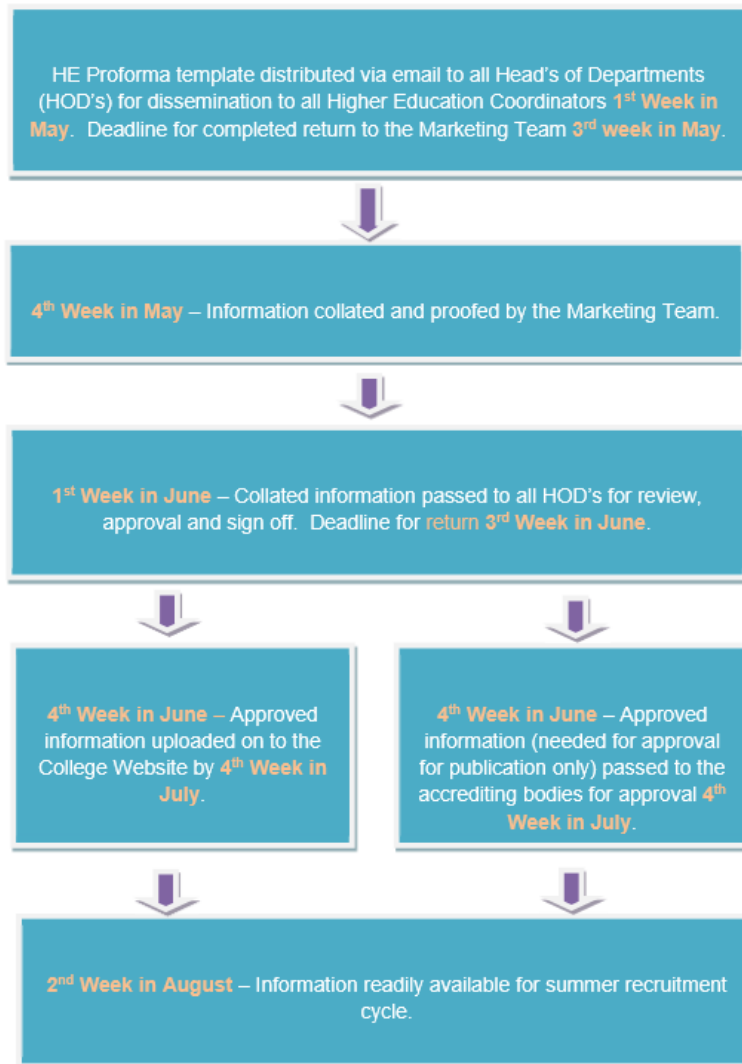 HE Proforma template distributed via email to all Head's of Departments
(HOD's) for dissemination to all Higher Education Coordinators 1st Week in
May.  Deadline for completed return to the Marketing Team 3rd week in May.
4th Week in May – Information collated and proofed by the Marketing Team.
1st Week in June – Collated information passed to all HOD's for review,
approval and sign off.  Deadline for return 3rd Week in June.
4th Week in June – Approved
information uploaded on to the
College Website by 4th Week in
July.
4th Week in June – Approved
information (needed for approval
for publication only) passed to the
accrediting bodies for approval 4th
Week in July.
2nd Week in August – Information readily available for summer recruitment
cycle.